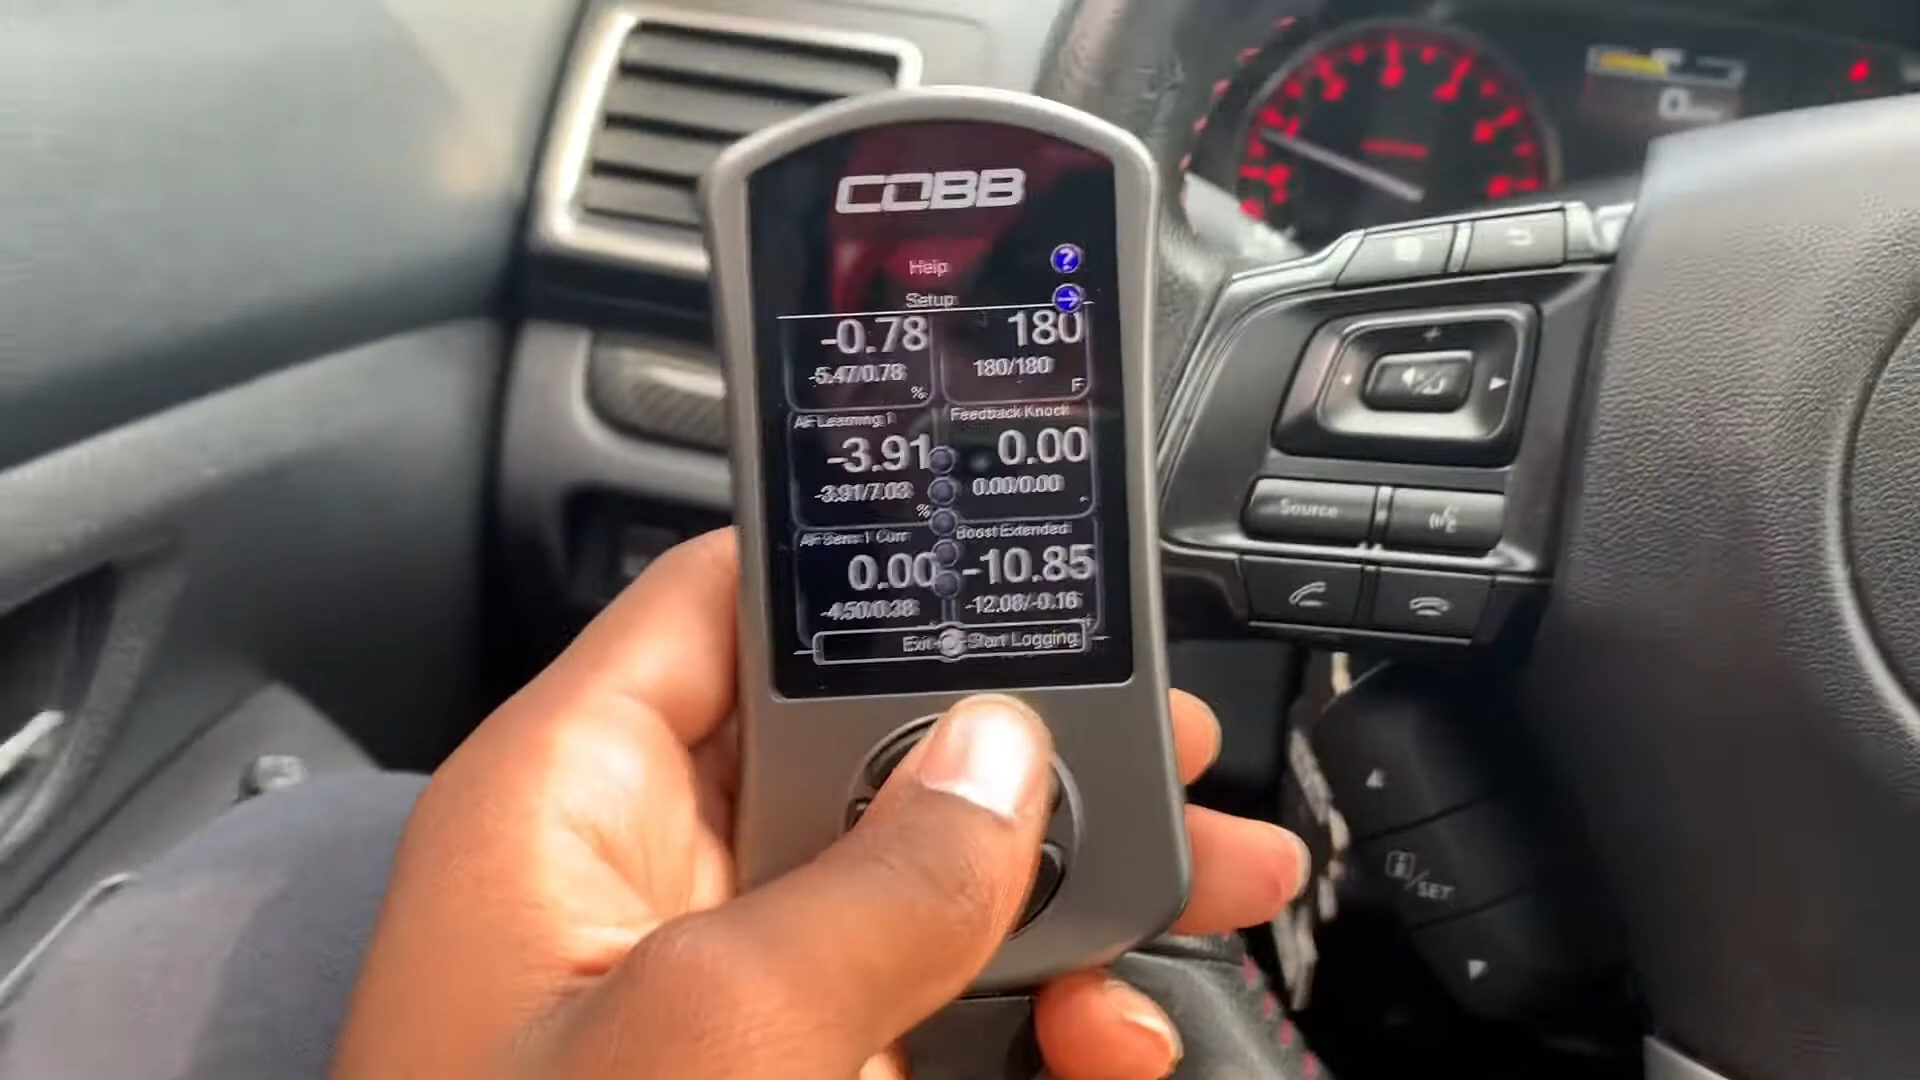 COBB
Help ?
Setup
-0.78 180
-5.47/0.78 180/180
% F
AF Learning 1 Feedback Knock
-3.91 0.00
-3.91/7.03 0.00/0.00
%
AF Sens 1 Curr Boost Extended
0.00 -10.85
-4.50/0.38 -12.08/-0.16
Exit Start Logging
Source
i/SET
0